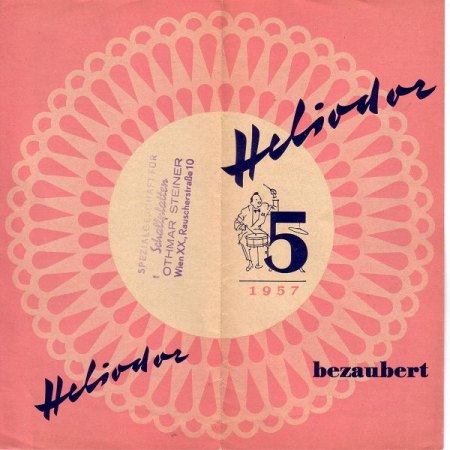 Heliodor
5
1957
SPEZIALGESCHÄFT FÜR
Schallplatten
OTHMAR STEINER
Wien XX, Rauscherstraße 10
Heliodor
bezaubert